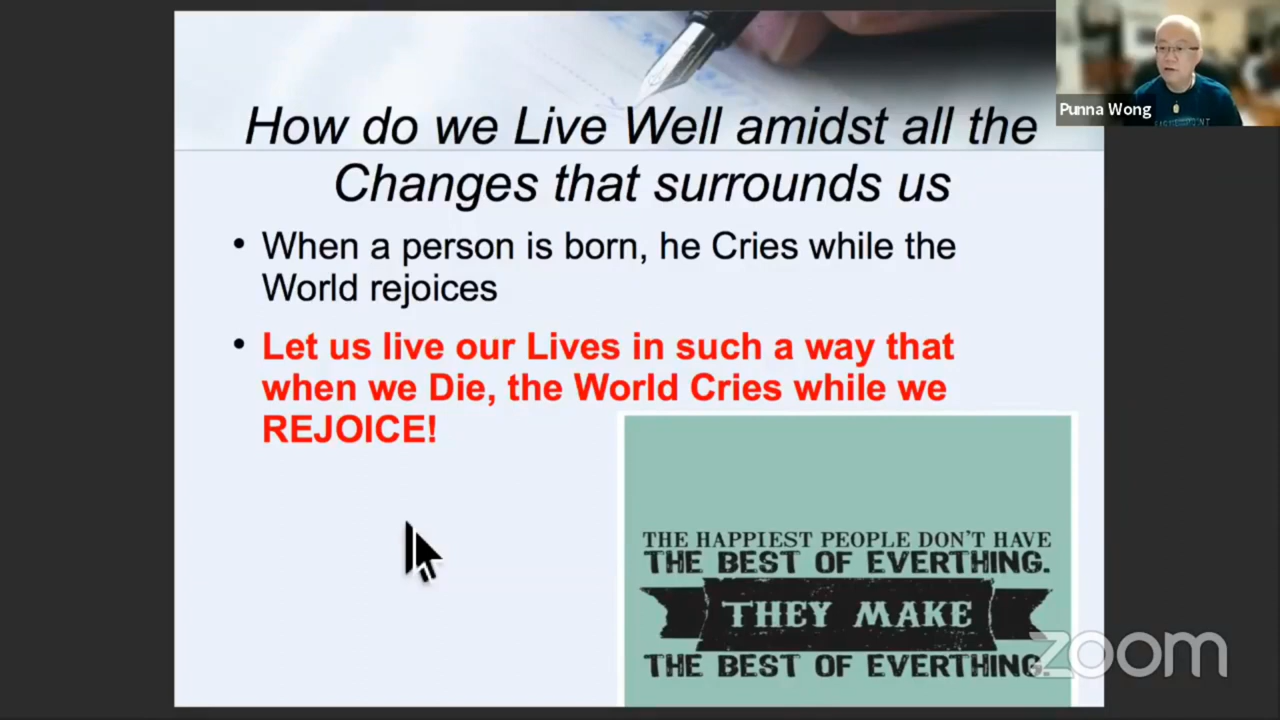 How do we Live Well amidst all the
Changes that surrounds us
• When a person is born, he Cries while the
World rejoices
• Let us live our Lives in such a way that
when we Die, the World Cries while we
REJOICE!
THE HAPPIEST PEOPLE DON'T HAVE
THE BEST OF EVERTHING.
THEY MAKE
THE BEST OF EVERTHING.
Punna Wong
zoom